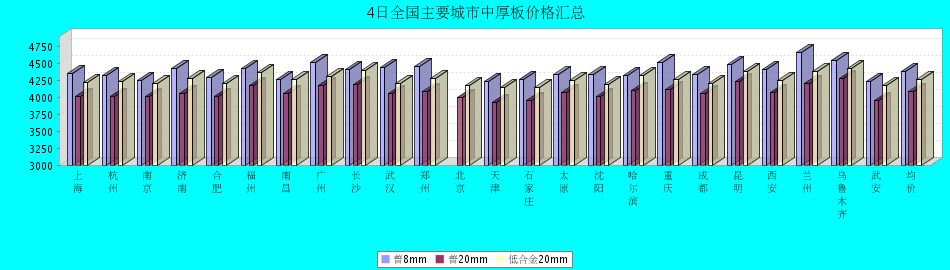 4日全国主要城市中厚板价格汇总
4750
4500
4250
4000
3750
3500
3250
3000
上海
杭州
南京
济南
合肥
福州
南昌
广州
长沙
武汉
郑州
北京
天津
石家庄
太原
沈阳
哈尔滨
重庆
成都
昆明
西安
兰州
乌鲁木齐
武安
均价
普8mm
普20mm
低合金20mm